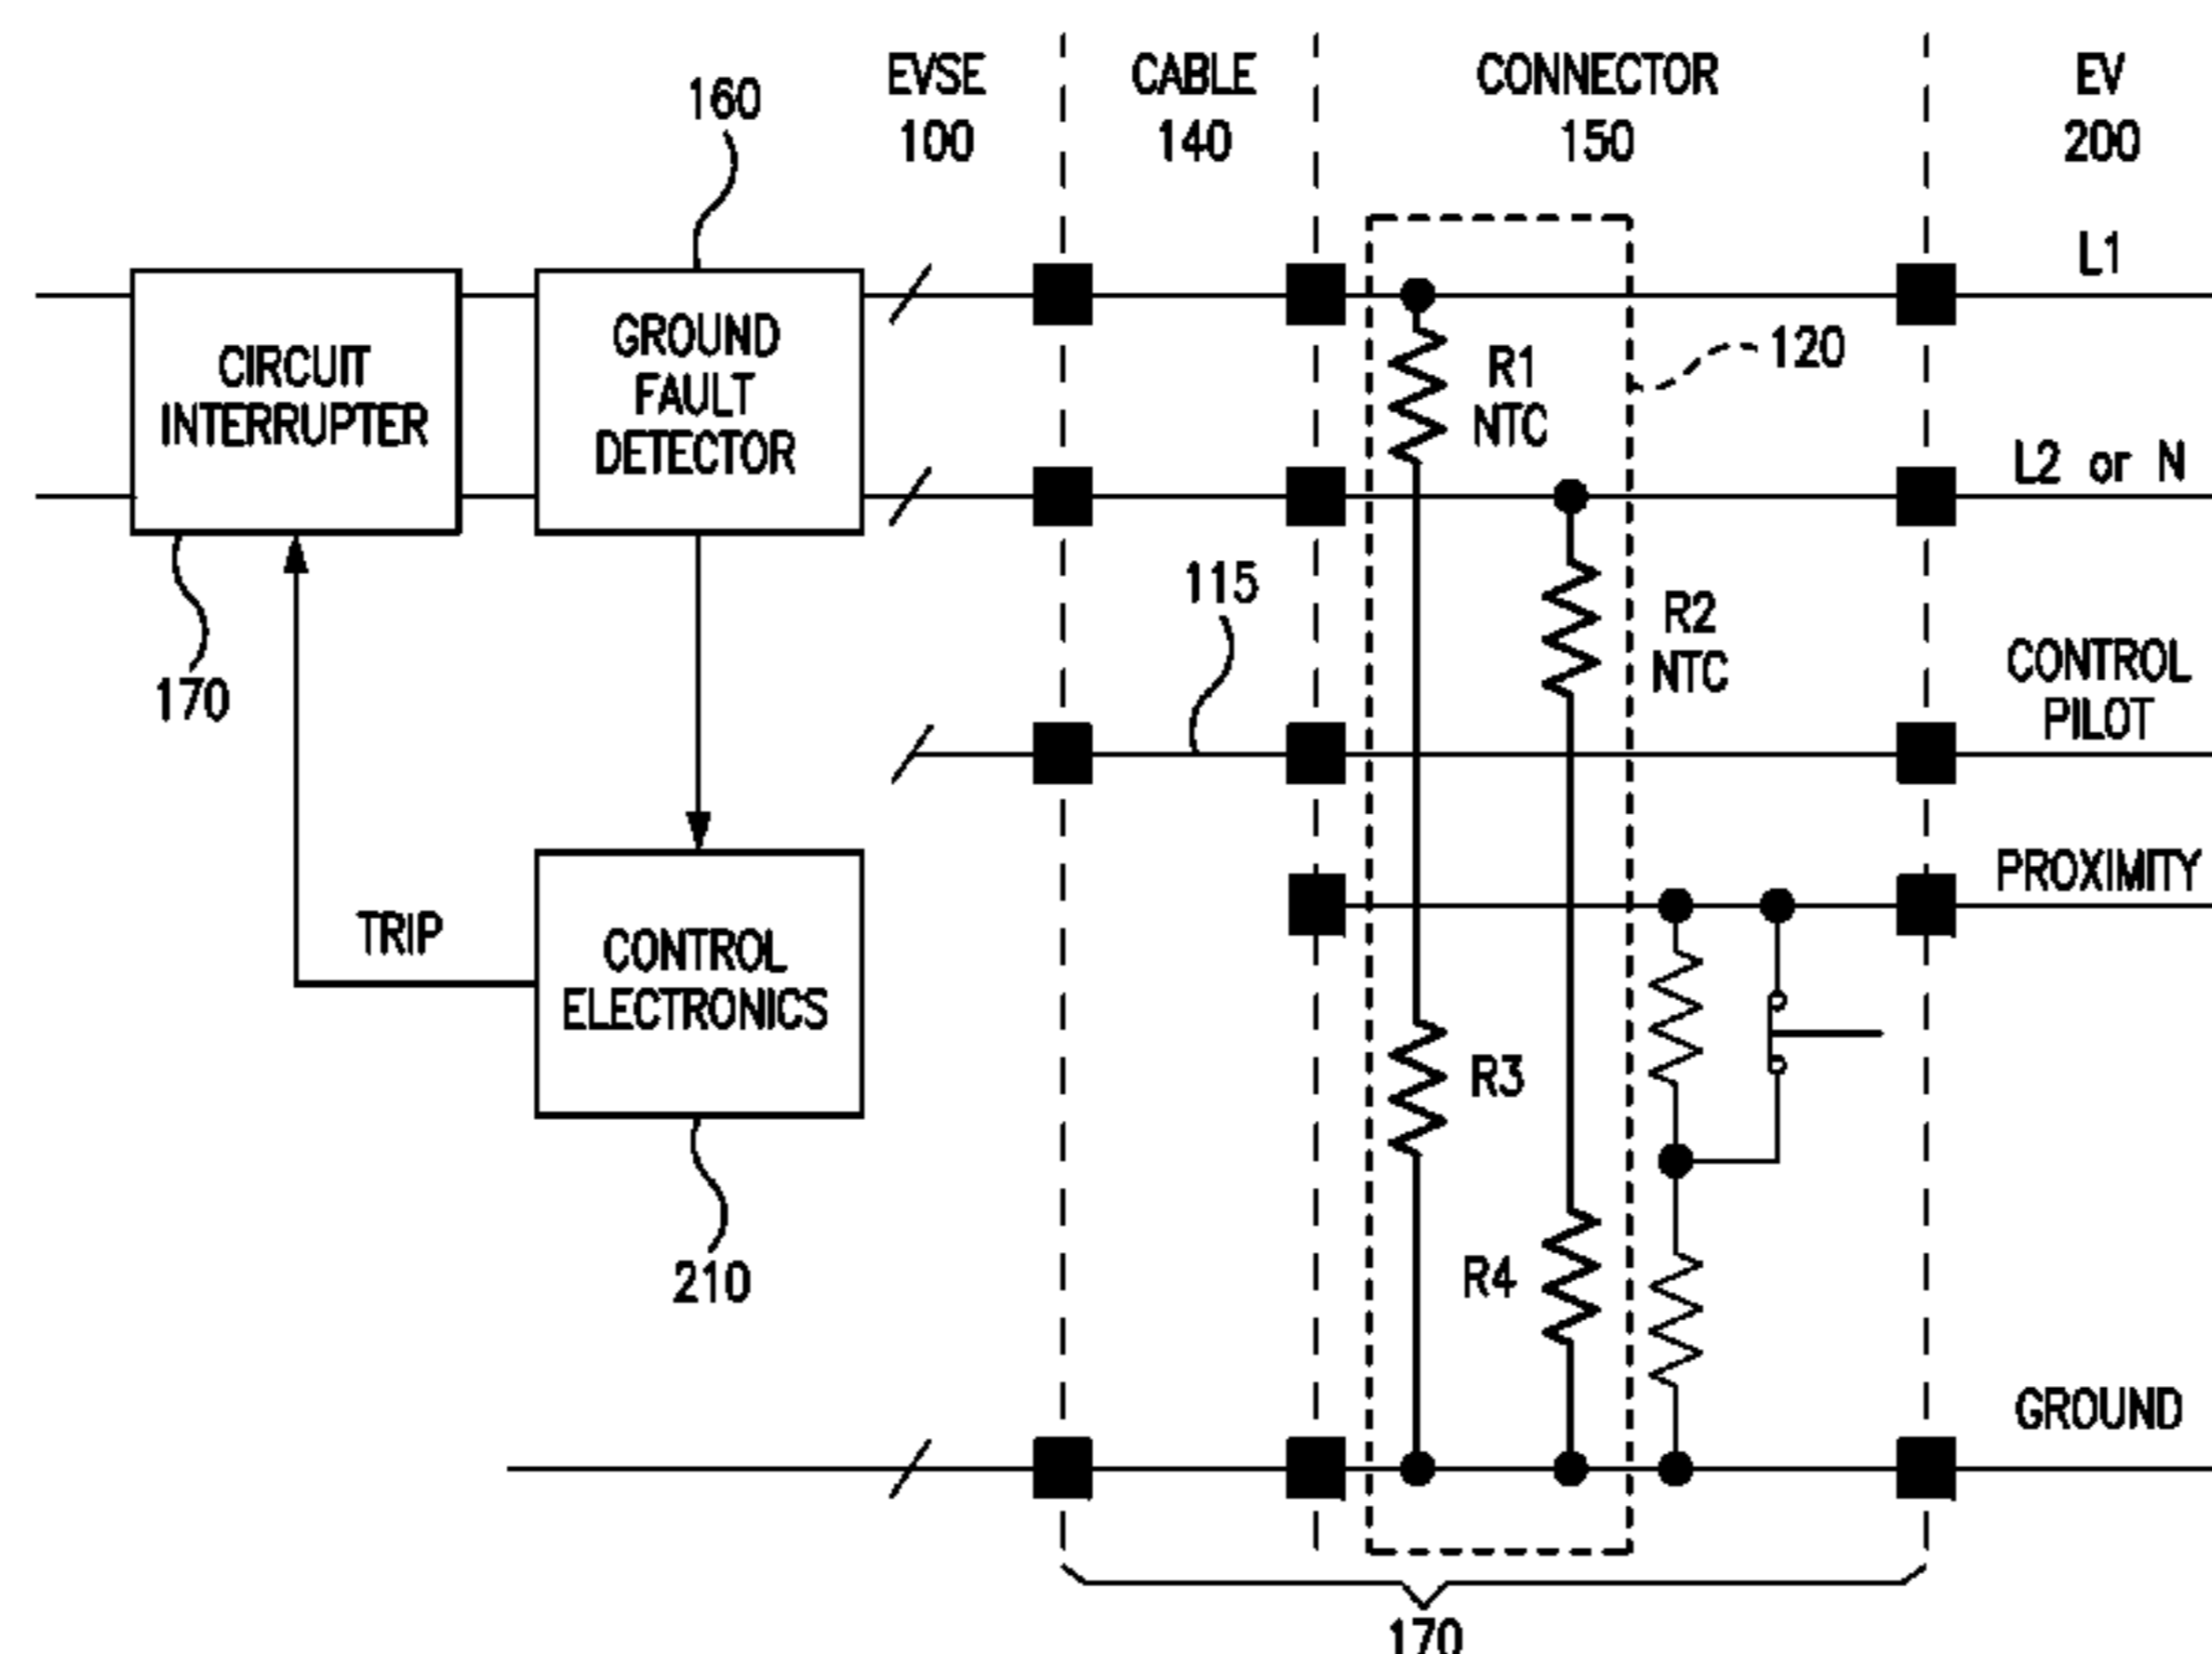 EVSE
100
CABLE
140
CONNECTOR
150
EV
200
160
L1
CIRCUIT
INTERRUPTER
GROUND
FAULT
DETECTOR
R1
NTC
120
L2 or N
115
R2
NTC
170
CONTROL
PILOT
PROXIMITY
TRIP
CONTROL
ELECTRONICS
R3
210
R4
GROUND
170